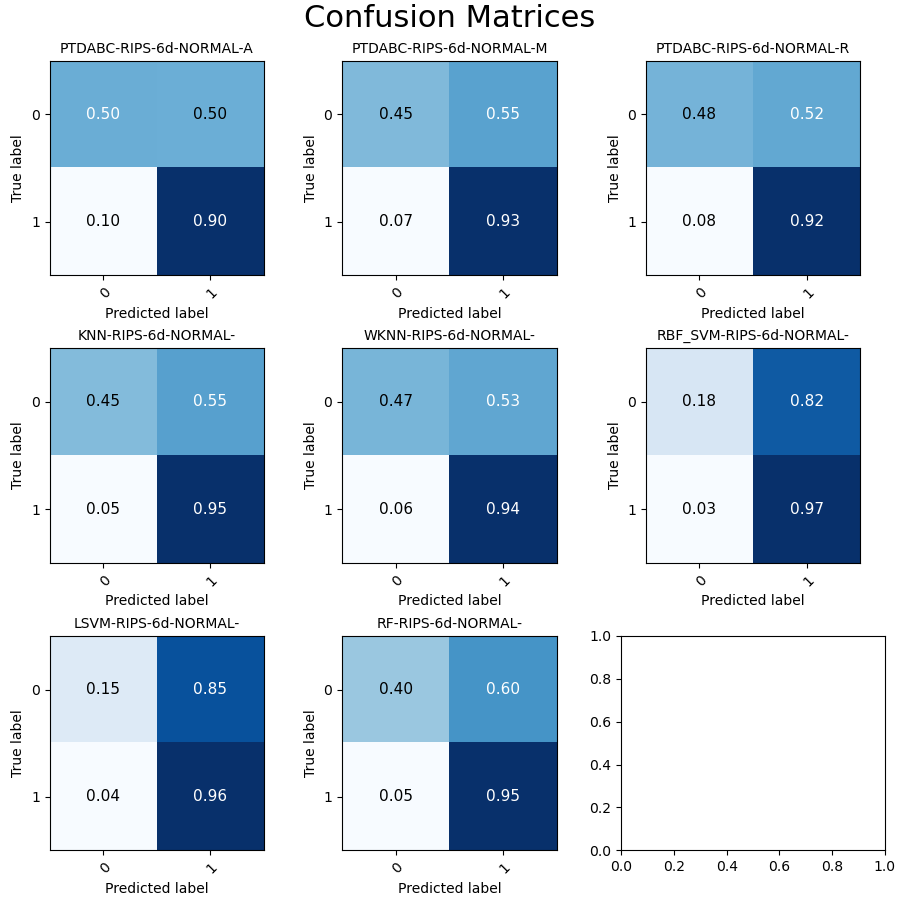 Confusion Matrices
PTDABC-RIPS-6d-NORMAL-A
0.50 0.50
0.10 0.90
0
1
True label
0 1
Predicted label
PTDABC-RIPS-6d-NORMAL-M
0.45 0.55
0.07 0.93
0
1
True label
0 1
Predicted label
PTDABC-RIPS-6d-NORMAL-R
0.48 0.52
0.08 0.92
0
1
True label
0 1
Predicted label
KNN-RIPS-6d-NORMAL-
0.45 0.55
0.05 0.95
0
1
True label
0 1
Predicted label
WKNN-RIPS-6d-NORMAL-
0.47 0.53
0.06 0.94
0
1
True label
0 1
Predicted label
RBF_SVM-RIPS-6d-NORMAL-
0.18 0.82
0.03 0.97
0
1
True label
0 1
Predicted label
LSVM-RIPS-6d-NORMAL-
0.15 0.85
0.04 0.96
0
1
True label
0 1
Predicted label
RF-RIPS-6d-NORMAL-
0.40 0.60
0.05 0.95
0
1
True label
0 1
Predicted label
1.0
0.8
0.6
0.4
0.2
0.0
0.0 0.2 0.4 0.6 0.8 1.0